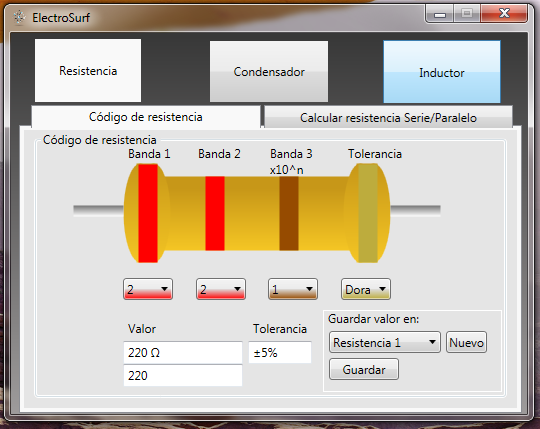 ElectroSurf
Resistencia
Condensador
Inductor
Código de resistencia
Calcular resistencia Serie/Paralelo
Código de resistencia
Banda 1
Banda 2
Banda 3
x10^n
Tolerancia
2
2
1
Dora
Valor
Tolerancia
220 Ω
±5%
220
Guardar valor en:
Resistencia 1
Nuevo
Guardar